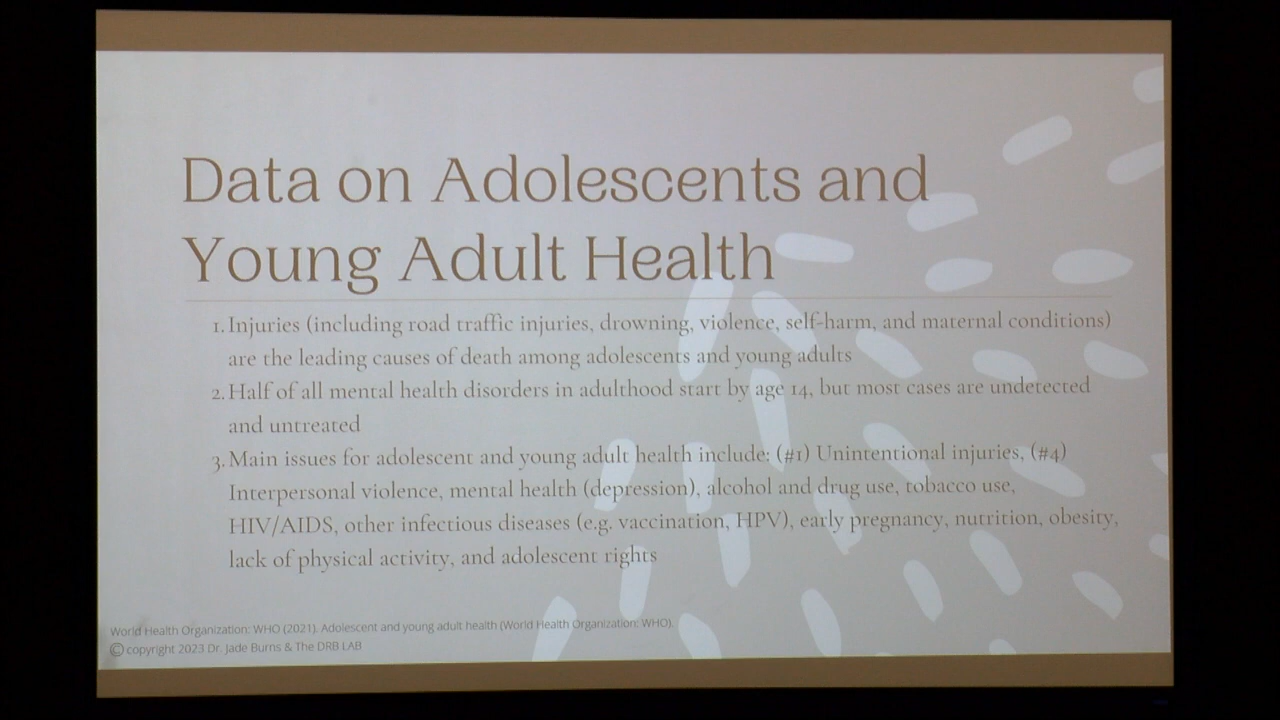 Data on Adolescents and
Young Adult Health
1. Injuries (including road traffic injuries, drowning, violence, self-harm, and maternal conditions)
are the leading causes of death among adolescents and young adults
2. Half of all mental health disorders in adulthood start by age 14, but most cases are undetected
and untreated
3. Main issues for adolescent and young adult health include: (#1) Unintentional injuries, (#4)
Interpersonal violence, mental health (depression), alcohol and drug use, tobacco use,
HIV/AIDS, other infectious diseases (e.g. vaccination, HPV), early pregnancy, nutrition, obesity,
lack of physical activity, and adolescent rights
World Health Organization: WHO (2021). Adolescent and young adult health (World Health Organization: WHO).
© copyright 2023 Dr. Jade Burns & The DRB LAB